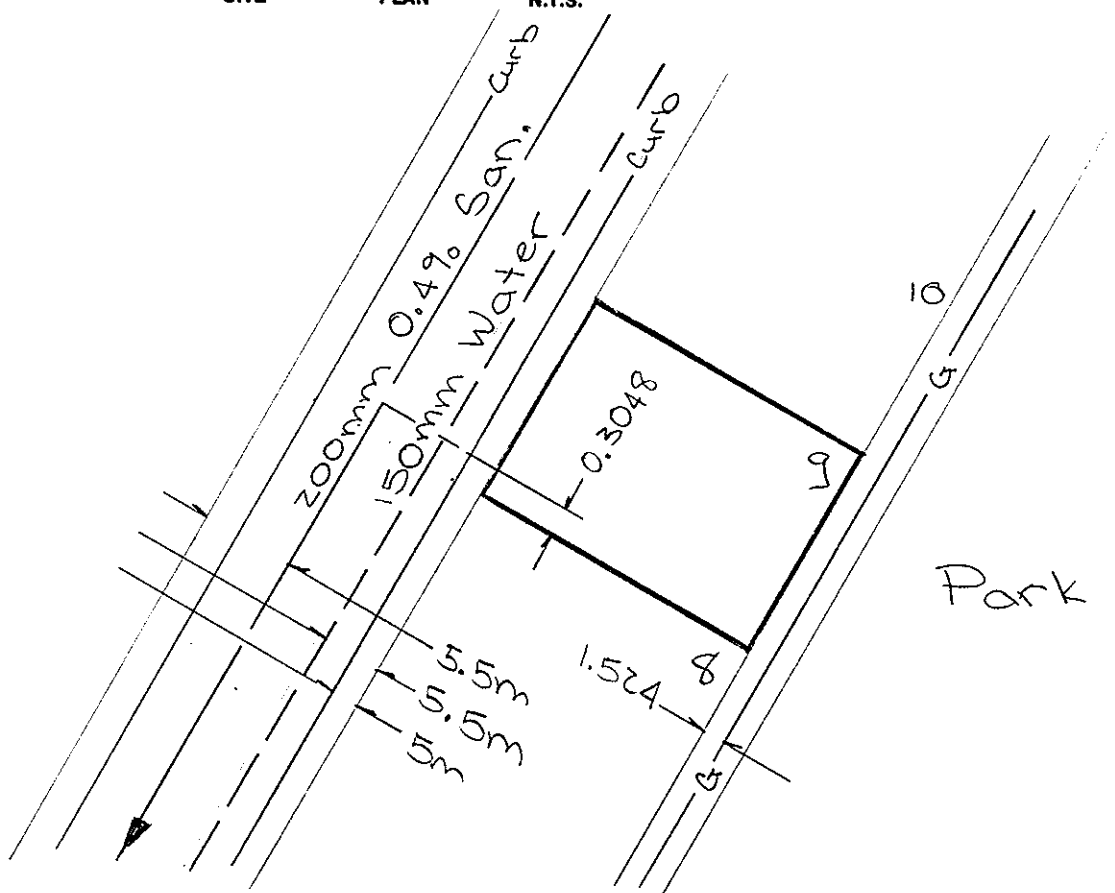 PLAN
N.T.S.
Curb
200mm 0.4% San.
150mm Water
Curb
10
G
0.3048
9
Park
8
1.524
5.5m
5.5m
5m
G